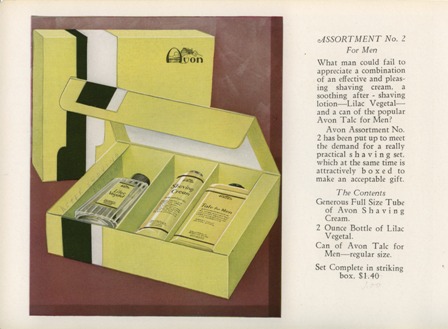 Avon
ASSORTMENT No. 2
For Men
What man could fail to
appreciate a combination
of an effective and pleas-
ing shaving cream, a
soothing after - shaving
lotion—Lilac Vegetal—
and a can of the popular
Avon Talc for Men?
Avon Assortment No.
2 has been put up to meet
the demand for a really
practical shaving set,
which at the same time is
attractively boxed to
make an acceptable gift.
The Contents
Generous Full Size Tube
of Avon Shaving
Cream.
2 Ounce Bottle of Lilac
Vegetal.
Can of Avon Talc for
Men—regular size.
Set Complete in striking
box. $1.40
Lilac
Vegetal
Shaving
Cream
Talc for Men